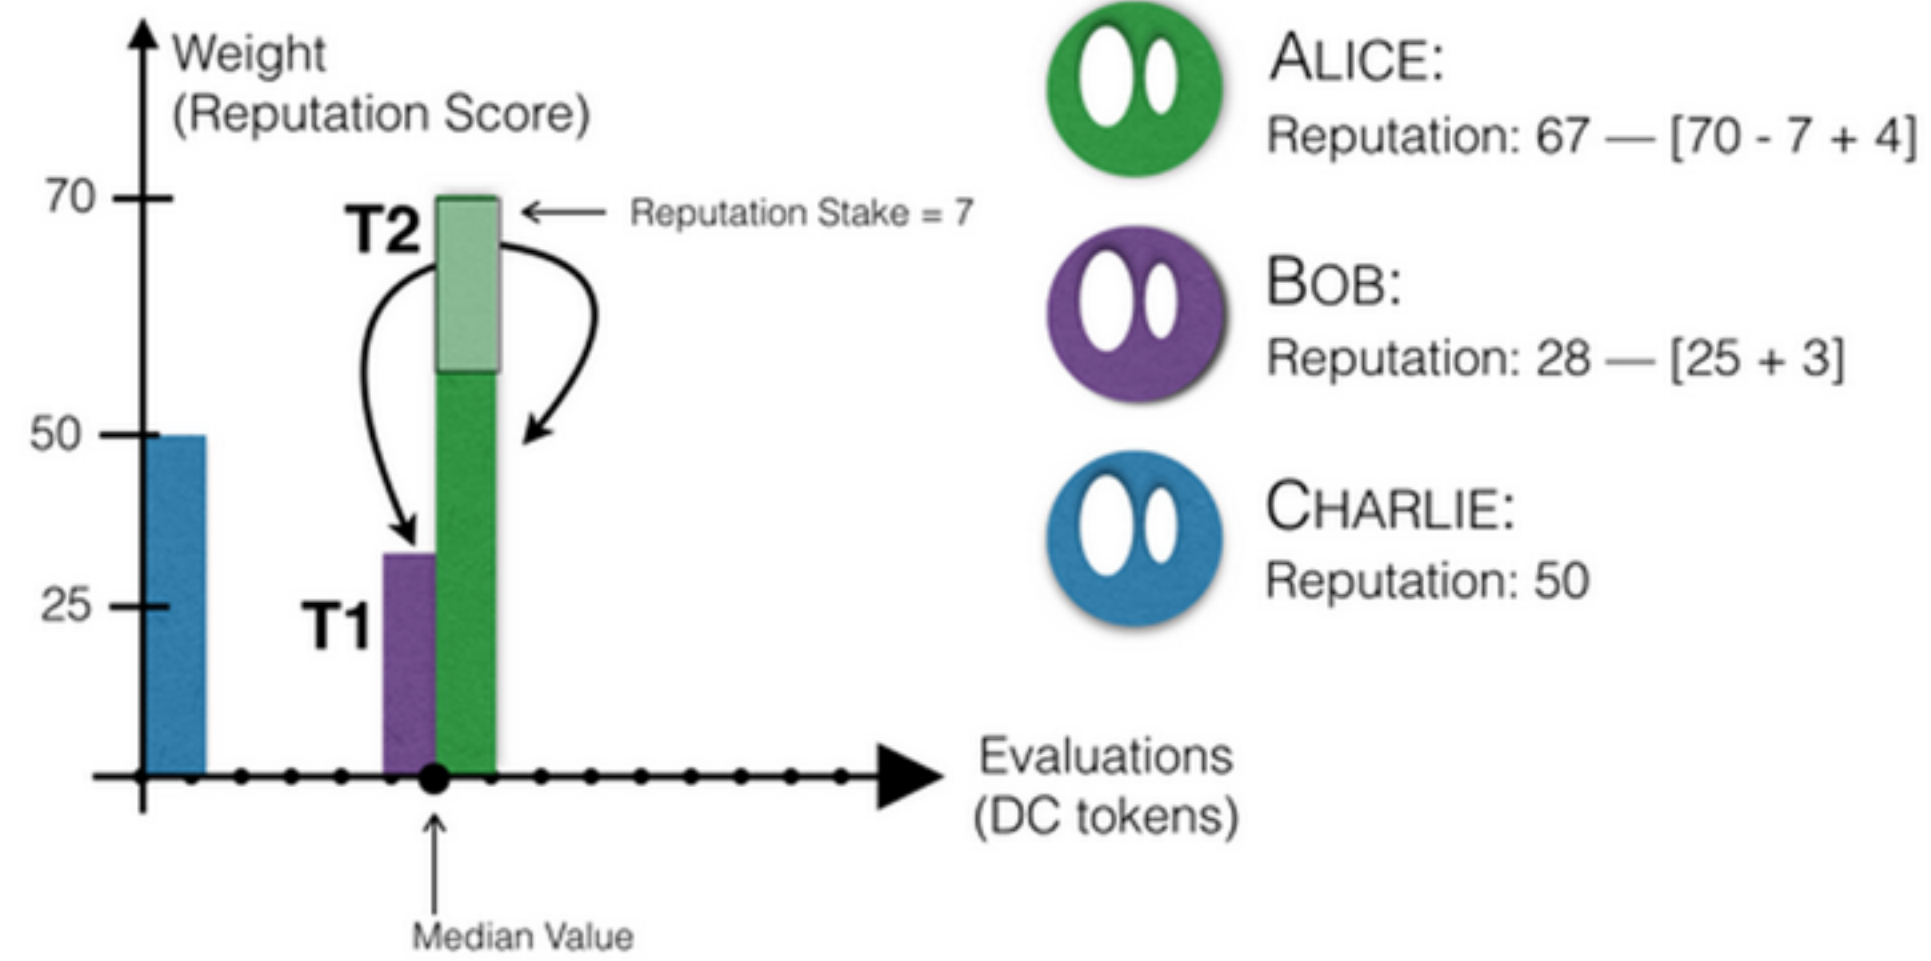 Weight
(Reputation Score)
70
50
25
T2
Reputation Stake = 7
T1
Evaluations
(DC tokens)
Median Value
ALICE:
Reputation: 67 — [70 - 7 + 4]
BOB:
Reputation: 28 — [25 + 3]
CHARLIE:
Reputation: 50